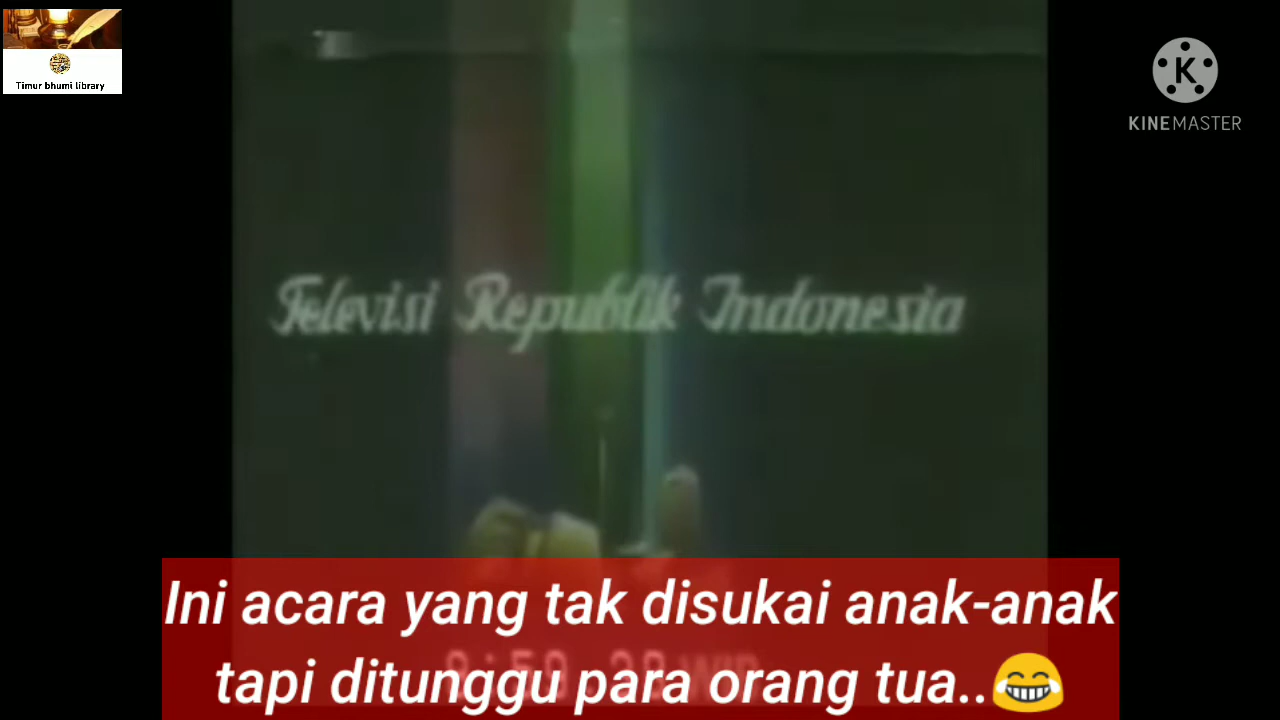 Timur bhumi library
K
KINEMASTER
Televisi Republik Indonesia
Ini acara yang tak disukai anak-anak
tapi ditunggu para orang tua..😂